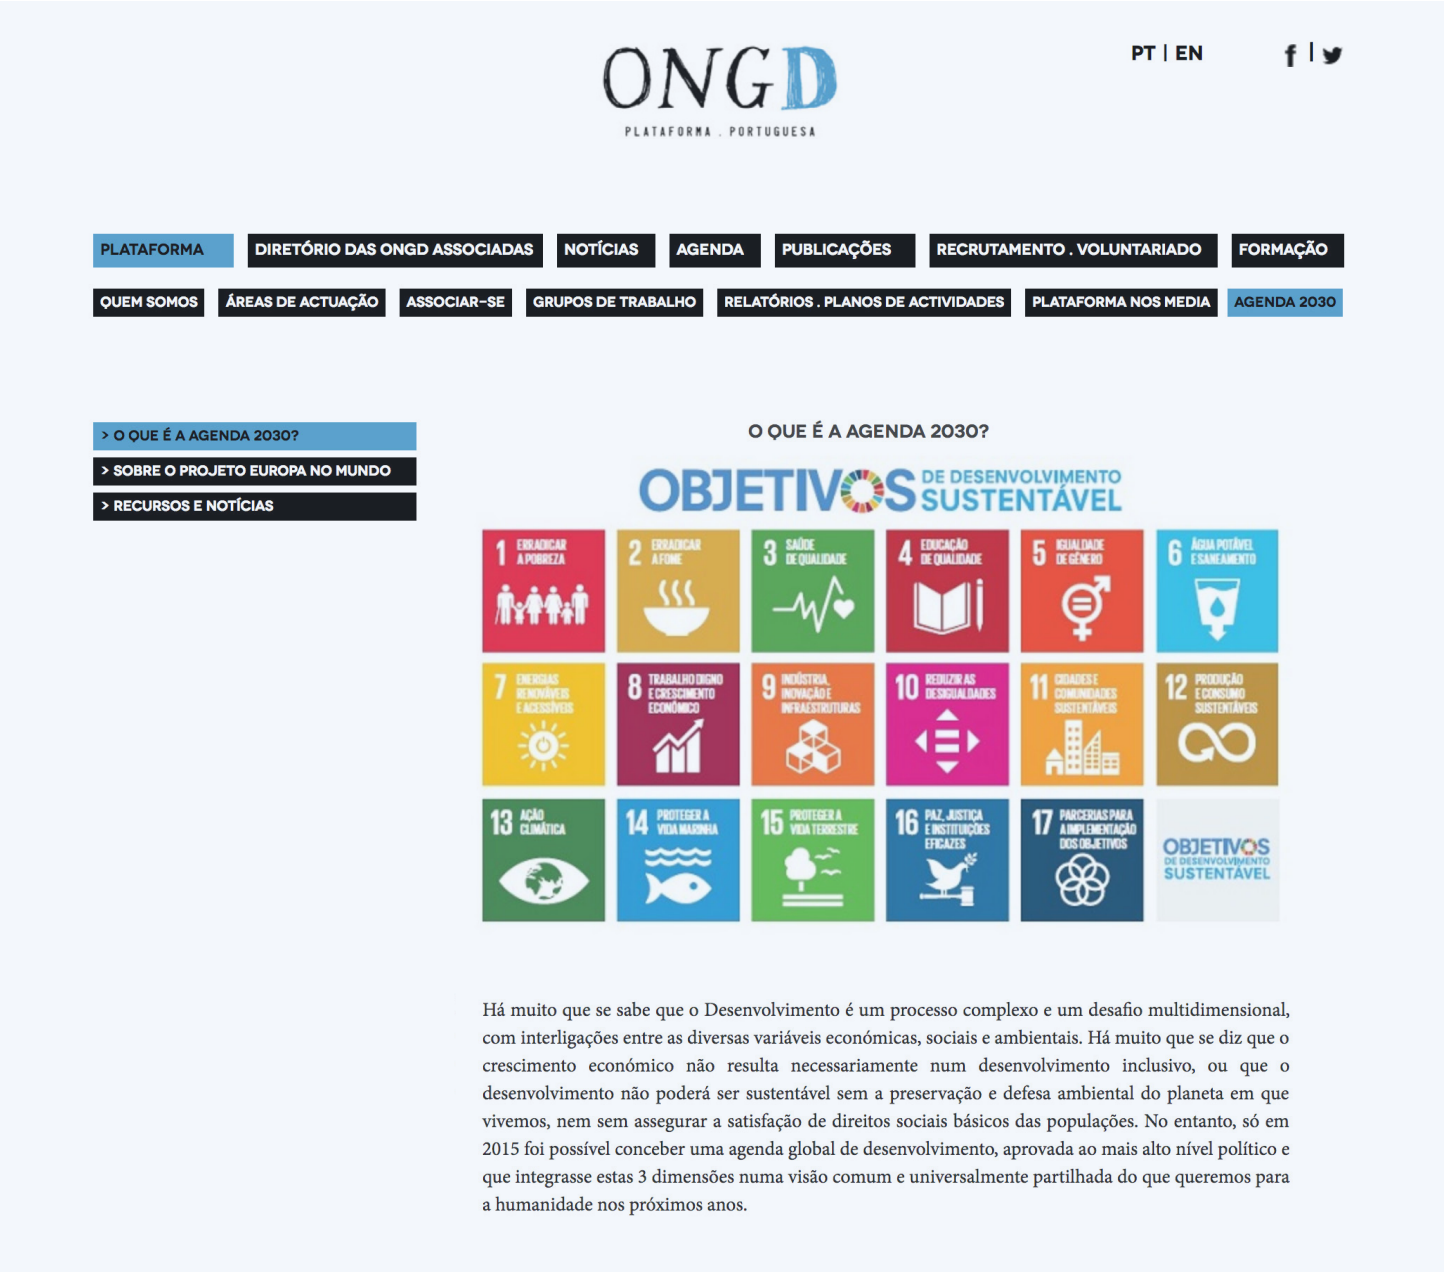 ONGD
PLATAFORMA . PORTUGUESA
PT | EN
PLATAFORMA
DIRETÓRIO DAS ONGD ASSOCIADAS
NOTÍCIAS
AGENDA
PUBLICAÇÕES
RECRUTAMENTO . VOLUNTARIADO
FORMAÇÃO
QUEM SOMOS
ÁREAS DE ACTUAÇÃO
ASSOCIAR-SE
GRUPOS DE TRABALHO
RELATÓRIOS . PLANOS DE ACTIVIDADES
PLATAFORMA NOS MEDIA
AGENDA 2030
> O QUE É A AGENDA 2030?
> SOBRE O PROJETO EUROPA NO MUNDO
> RECURSOS E NOTÍCIAS
O QUE É A AGENDA 2030?
OBJETIVOS DE DESENVOLVIMENTO
SUSTENTÁVEL
1 ERRADICAR
A POBREZA
2 ERRADICAR
A FOME
3 SAÚDE
DE QUALIDADE
4 EDUCAÇÃO
DE QUALIDADE
5 IGUALDADE
DE GÉNERO
6 ÁGUA POTÁVEL
E SANEAMENTO
7 ENERGIAS
RENOVÁVEIS
E ACESSÍVEIS
8 TRABALHO DIGNO
E CRESCIMENTO
ECONÓMICO
9 INDÚSTRIA,
INOVAÇÃO E
INFRAESTRUTURAS
10 REDUZIR AS
DESIGUALDADES
11 CIDADES E
COMUNIDADES
SUSTENTÁVEIS
12 PRODUÇÃO
E CONSUMO
SUSTENTÁVEIS
13 AÇÃO
CLIMÁTICA
14 PROTEGER A
VIDA MARINHA
15 PROTEGER A
VIDA TERRESTRE
16 PAZ, JUSTIÇA
E INSTITUIÇÕES
EFICAZES
17 PARCERIAS PARA
A IMPLEMENTAÇÃO
DOS OBJETIVOS
OBJETIVOS
DE DESENVOLVIMENTO
SUSTENTÁVEL
Há muito que se sabe que o Desenvolvimento é um processo complexo e um desafio multidimensional,
com interligações entre as diversas variáveis económicas, sociais e ambientais. Há muito que se diz que o
crescimento económico não resulta necessariamente num desenvolvimento inclusivo, ou que o
desenvolvimento não poderá ser sustentável sem a preservação e defesa ambiental do planeta em que
vivemos, nem sem assegurar a satisfação de direitos sociais básicos das populações. No entanto, só em
2015 foi possível conceber uma agenda global de desenvolvimento, aprovada ao mais alto nível político e
que integrasse estas 3 dimensões numa visão comum e universalmente partilhada do que queremos para
a humanidade nos próximos anos.